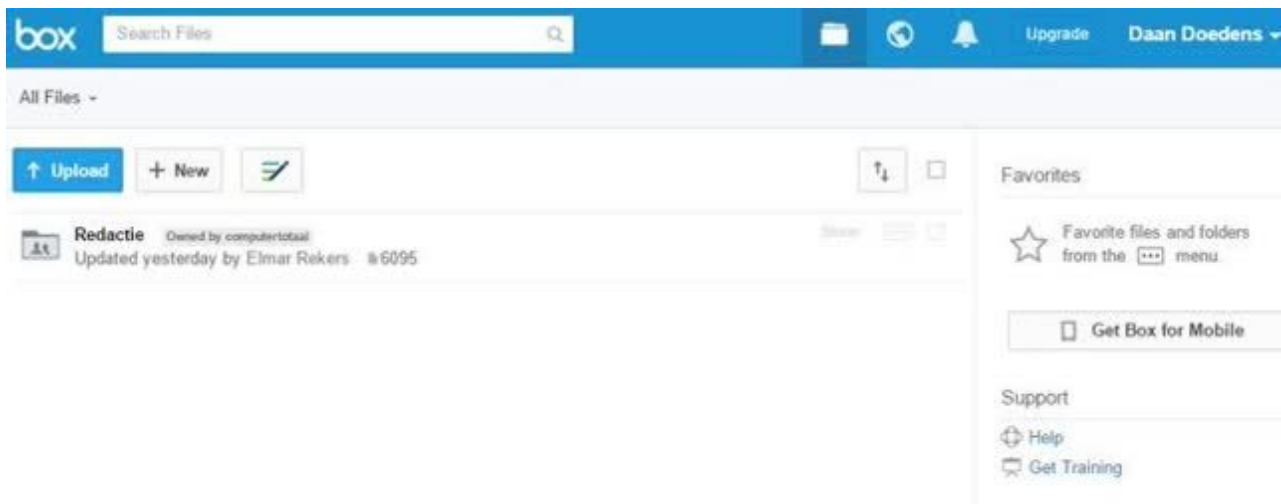 box Search Files Upgrade Daan Doedens
All Files
Upload + New
Favorites
Redactie Owned by computertotaal
Updated yesterday by Elmar Rekers 6095
Favorite files and folders
from the ... menu.
Get Box for Mobile
Support
Help
Get Training